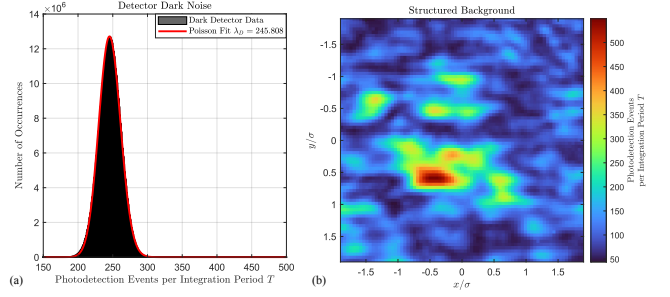 Detector Dark Noise
×10⁶
14
12
10
8
6
4
2
0
Number of Occurrences
Dark Detector Data
Poisson Fit λ_D = 245.808
150 200 250 300 350 400 450 500
(a) Photodetection Events per Integration Period T
Structured Background
-1.5
-1
-0.5
0
0.5
1
1.5
y/σ
-1.5 -1 -0.5 0 0.5 1 1.5
(b) x/σ
500
450
400
350
300
250
200
150
100
50
Photodetection Events
per Integration Period T